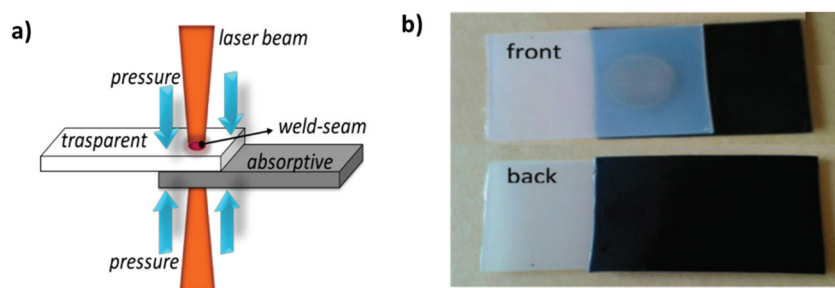 a)
laser beam
pressure
weld-seam
trasparent
absorptive
pressure
b)
front
back